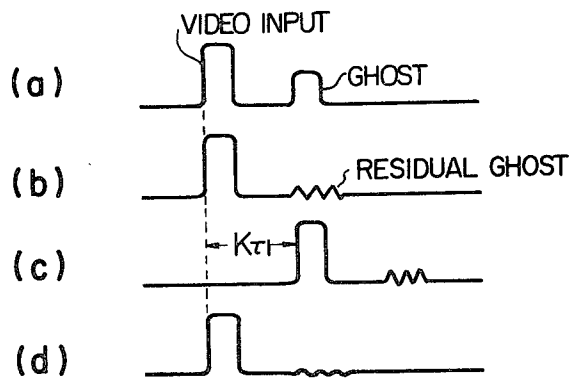 VIDEO INPUT
(a)
GHOST
(b)
RESIDUAL GHOST
Kτ1
(c)
(d)